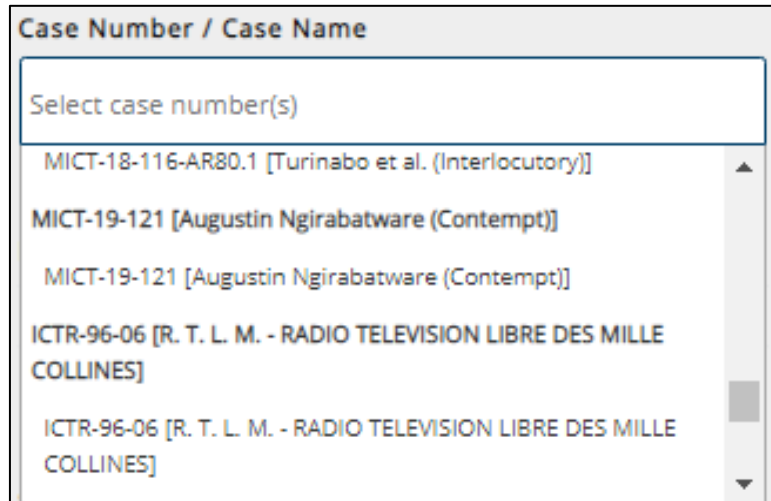 Case Number / Case Name
Select case number(s)
MICT-18-116-AR80.1 [Turinabo et al. (Interlocutory)]
MICT-19-121 [Augustin Ngirabatware (Contempt)]
MICT-19-121 [Augustin Ngirabatware (Contempt)]
ICTR-96-06 [R. T. L. M. - RADIO TELEVISION LIBRE DES MILLE
COLLINES]
ICTR-96-06 [R. T. L. M. - RADIO TELEVISION LIBRE DES MILLE
COLLINES]